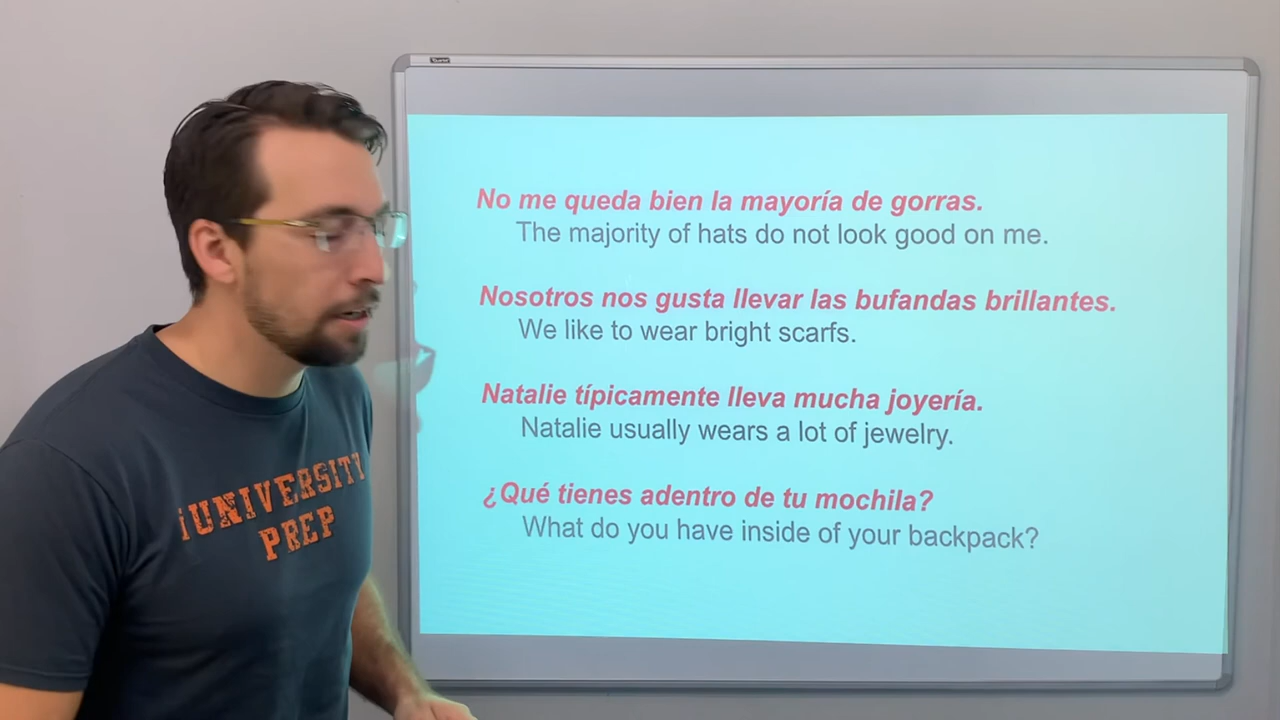 No me queda bien la mayoría de gorras.
The majority of hats do not look good on me.
Nosotros nos gusta llevar las bufandas brillantes.
We like to wear bright scarfs.
Natalie típicamente lleva mucha joyería.
Natalie usually wears a lot of jewelry.
¿Qué tienes adentro de tu mochila?
What do you have inside of your backpack?
iUNIVERSITY
PREP